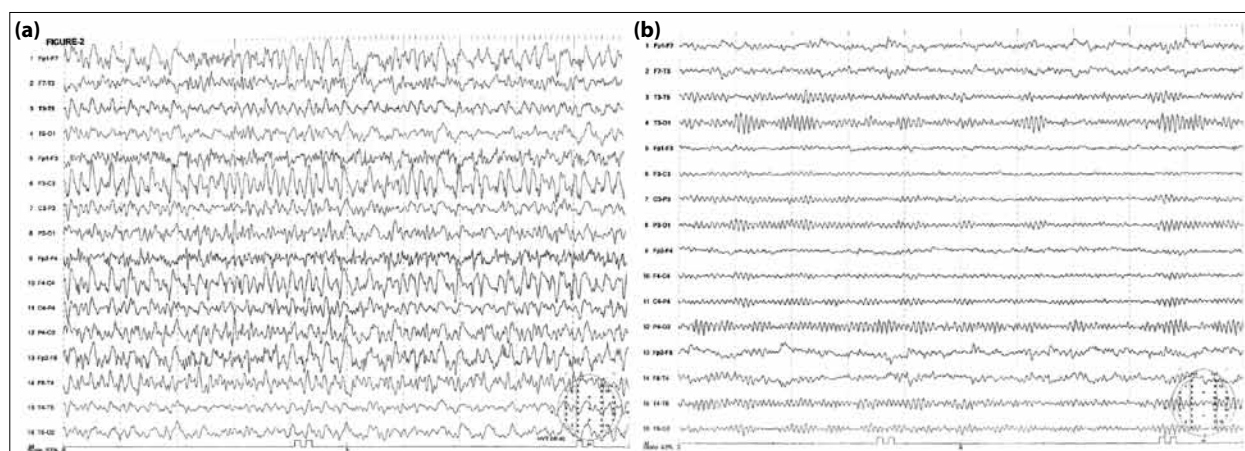 (a)
FIGURE-2
1 Fp1-F7
2 F7-T3
3 T3-T5
4 T5-O1
5 Fp1-F3
6 F3-C3
7 C3-P3
8 P3-O1
9 Fp2-F4
10 F4-C4
11 C4-P4
12 P4-O2
13 Fp2-F8
14 F8-T4
15 T4-T6
16 T6-O2
(b)
1 Fp1-F7
2 F7-T3
3 T3-T5
4 T5-O1
5 Fp1-F3
6 F3-C3
7 C3-P3
8 P3-O1
9 Fp2-F4
10 F4-C4
11 C4-P4
12 P4-O2
13 Fp2-F8
14 F8-T4
15 T4-T6
16 T6-O2